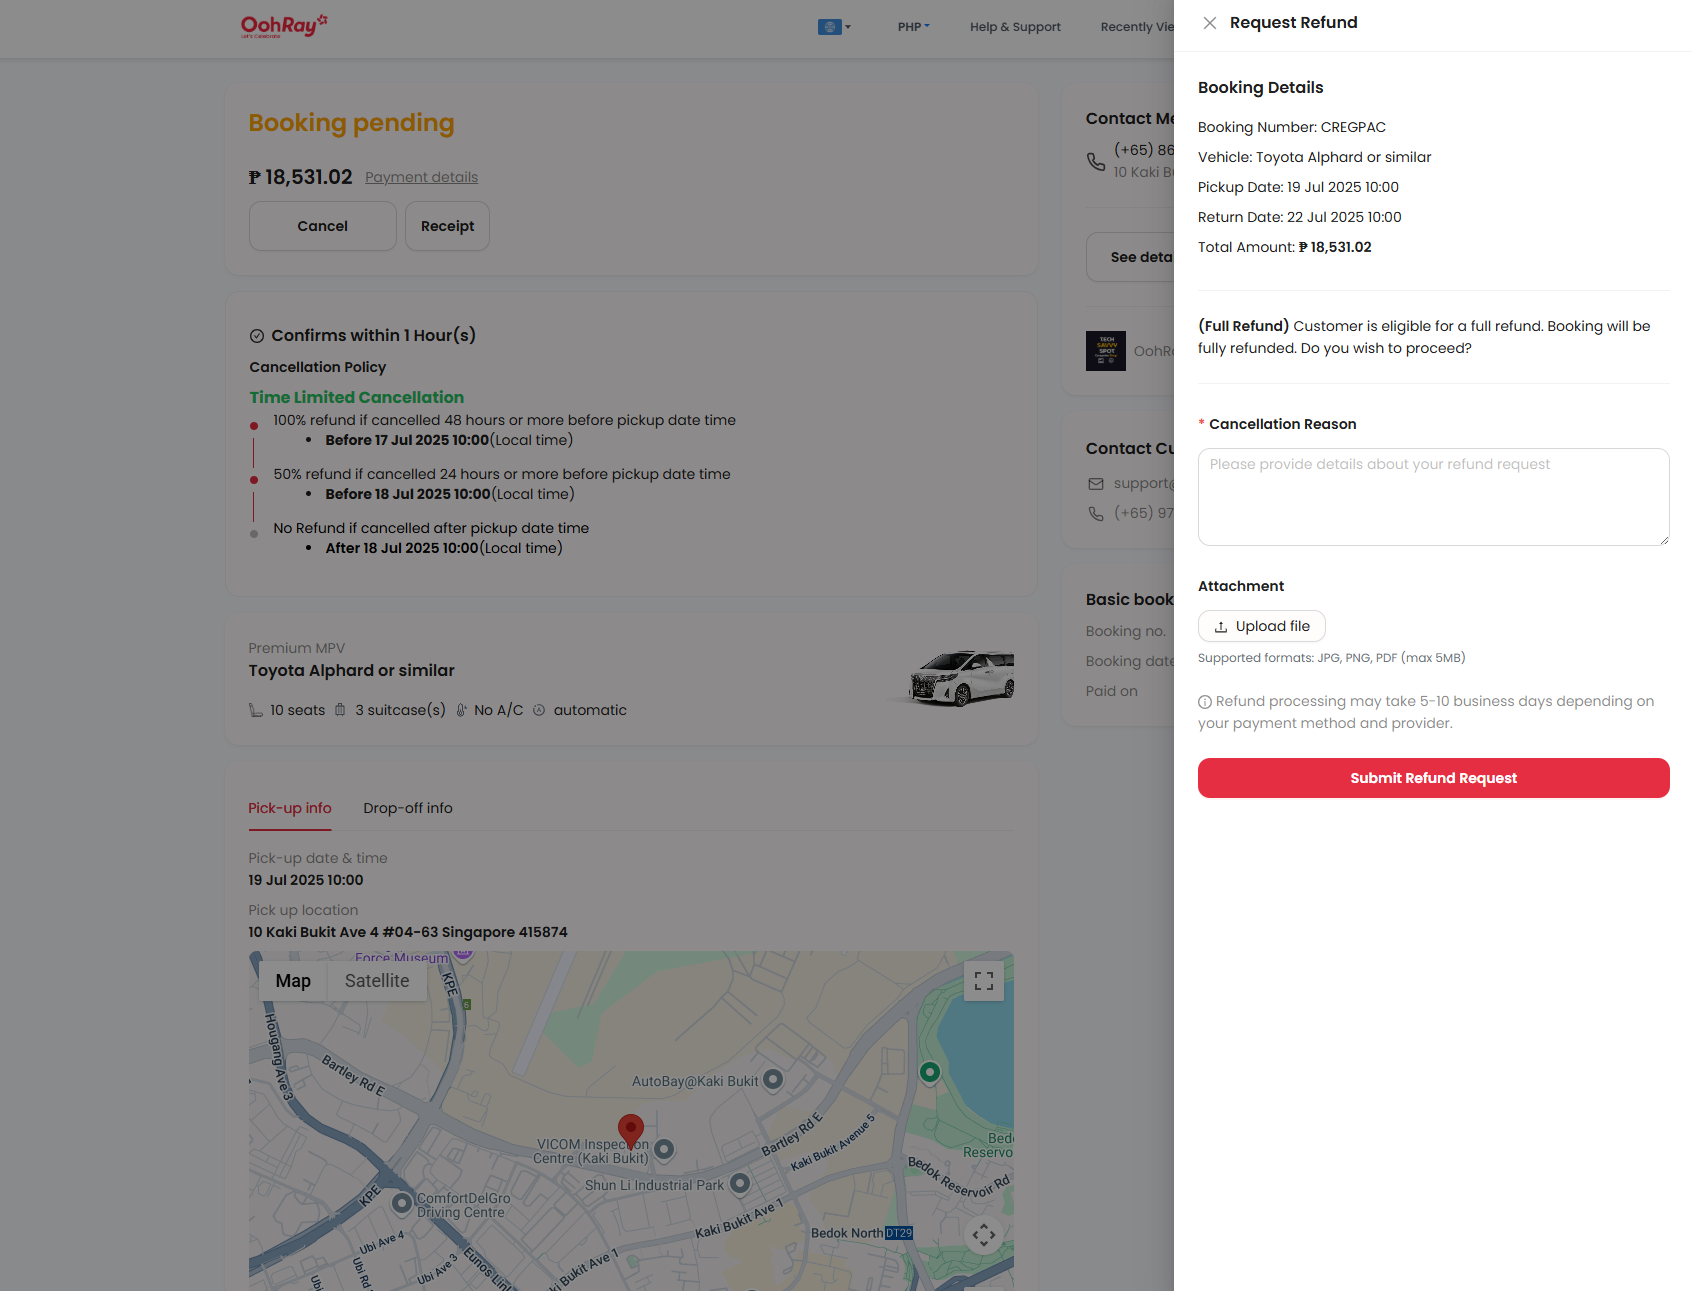 OohRay
Let's Celebrate
PHP
Help & Support
Recently Vie
Booking pending
₱ 18,531.02 Payment details
Cancel
Receipt
Confirms within 1 Hour(s)
Cancellation Policy
Time Limited Cancellation
100% refund if cancelled 48 hours or more before pickup date time
• Before 17 Jul 2025 10:00(Local time)
50% refund if cancelled 24 hours or more before pickup date time
• Before 18 Jul 2025 10:00(Local time)
No Refund if cancelled after pickup date time
• After 18 Jul 2025 10:00(Local time)
Premium MPV
Toyota Alphard or similar
10 seats 3 suitcase(s) No A/C automatic
Pick-up info
Drop-off info
Pick-up date & time
19 Jul 2025 10:00
Pick up location
10 Kaki Bukit Ave 4 #04-63 Singapore 415874
Force Museum
Map
Satellite
KPE
6
Hougang Ave 3
Bartley Rd E
AutoBay@Kaki Bukit
VICOM Inspection
Centre (Kaki Bukit)
Bartley Rd E
Kaki Bukit Avenue 5
Bed
Reservo
Shun Li Industrial Park
Bedok Reservoir Rd
KPE
ComfortDelGro
Driving Centre
Kaki Bukit Ave 1
Bedok North DT29
Ubi Ave 4
Ubi Ave 3
Ubi Rd
Ubi
Eunos Lin
ki Bukit Ave 1
Contact Me
(+65) 86
10 Kaki B
See deta
TECH
SAVVY
SPOT
OohR
Contact Cu
support@
(+65) 97
Basic book
Booking no.
Booking date
Paid on
Request Refund
Booking Details
Booking Number: CREGPAC
Vehicle: Toyota Alphard or similar
Pickup Date: 19 Jul 2025 10:00
Return Date: 22 Jul 2025 10:00
Total Amount: ₱ 18,531.02
(Full Refund) Customer is eligible for a full refund. Booking will be
fully refunded. Do you wish to proceed?
* Cancellation Reason
Please provide details about your refund request
Attachment
Upload file
Supported formats: JPG, PNG, PDF (max 5MB)
Refund processing may take 5-10 business days depending on
your payment method and provider.
Submit Refund Request